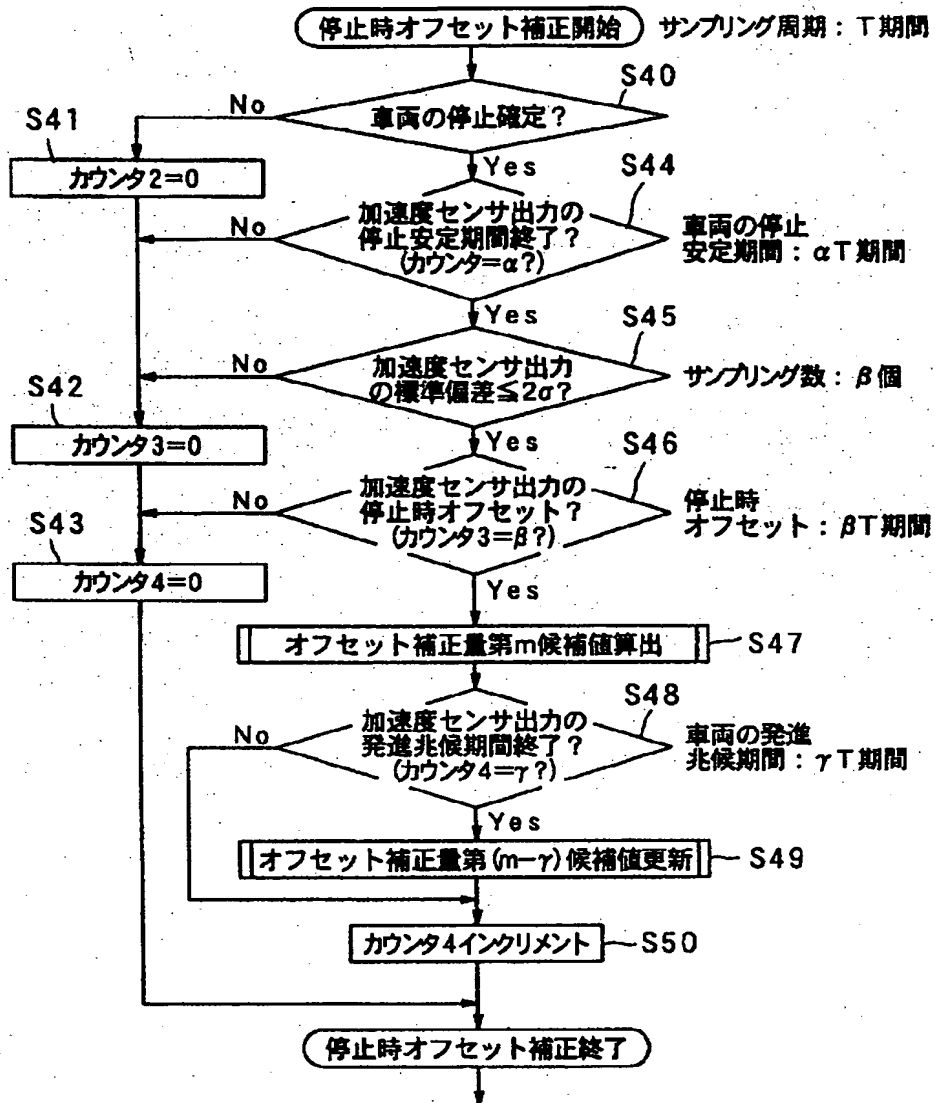 停止時オフセット補正開始
サンプリング周期：T期間
S40
車両の停止確定？
No
Yes
S41
カウンタ2=0
S44
加速度センサ出力の
停止安定期間終了？
(カウンタ=α?)
No
Yes
車両の停止
安定期間：αT期間
S45
加速度センサ出力
の標準偏差≦2σ?
No
Yes
サンプリング数：β個
S42
カウンタ3=0
S46
加速度センサ出力の
停止時オフセット？
(カウンタ3=β?)
No
Yes
停止時
オフセット：βT期間
S43
カウンタ4=0
オフセット補正量第m候補値算出
S47
S48
加速度センサ出力の
発進兆候期間終了？
(カウンタ4=γ?)
No
Yes
車両の発進
兆候期間：γT期間
オフセット補正量第(m-γ)候補値更新
S49
カウンタ4インクリメント
S50
停止時オフセット補正終了